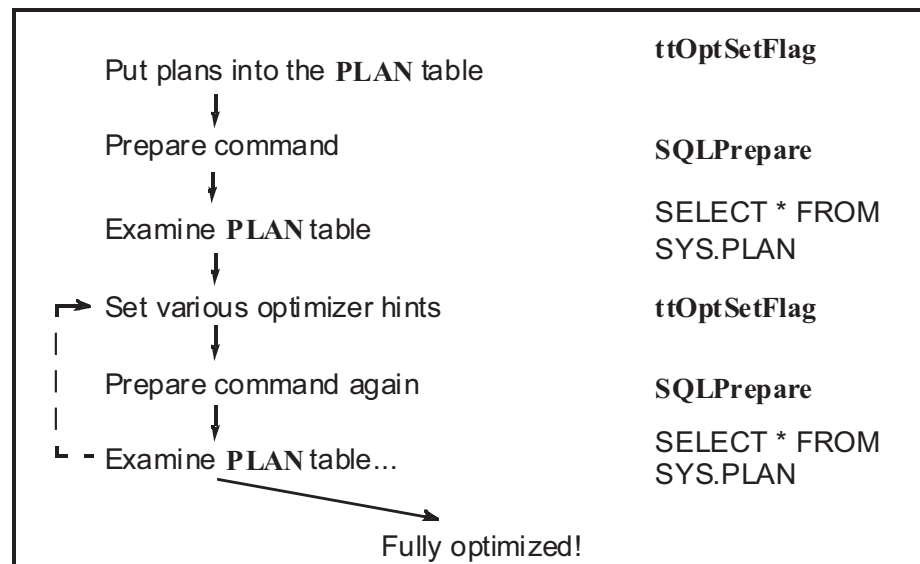 Put plans into the PLAN table
ttOptSetFlag
Prepare command
SQLPrepare
Examine PLAN table
SELECT * FROM
SYS.PLAN
Set various optimizer hints
ttOptSetFlag
Prepare command again
SQLPrepare
Examine PLAN table...
SELECT * FROM
SYS.PLAN
Fully optimized!